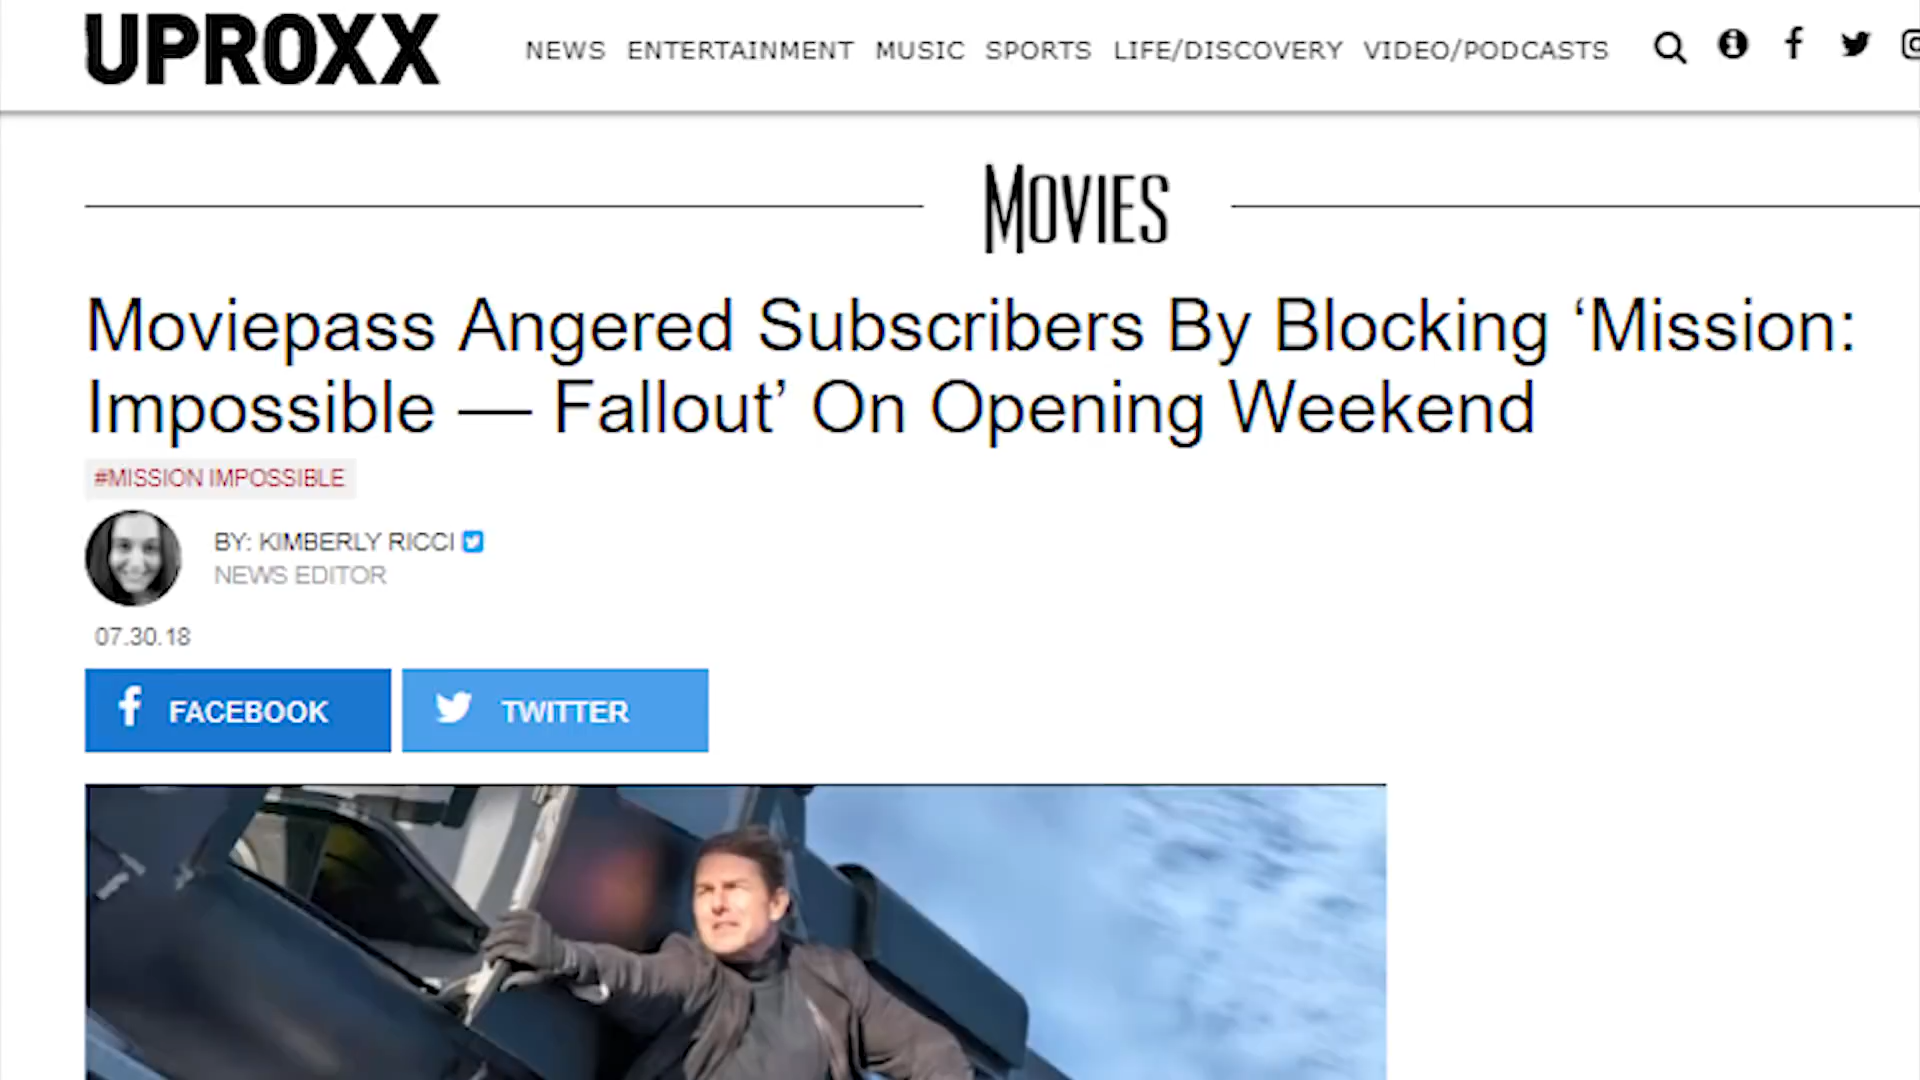 UPROXX
NEWS ENTERTAINMENT MUSIC SPORTS LIFE/DISCOVERY VIDEO/PODCASTS
MOVIES
Moviepass Angered Subscribers By Blocking ‘Mission:
Impossible — Fallout’ On Opening Weekend
#MISSION IMPOSSIBLE
BY: KIMBERLY RICCI
NEWS EDITOR
07.30.18
FACEBOOK TWITTER